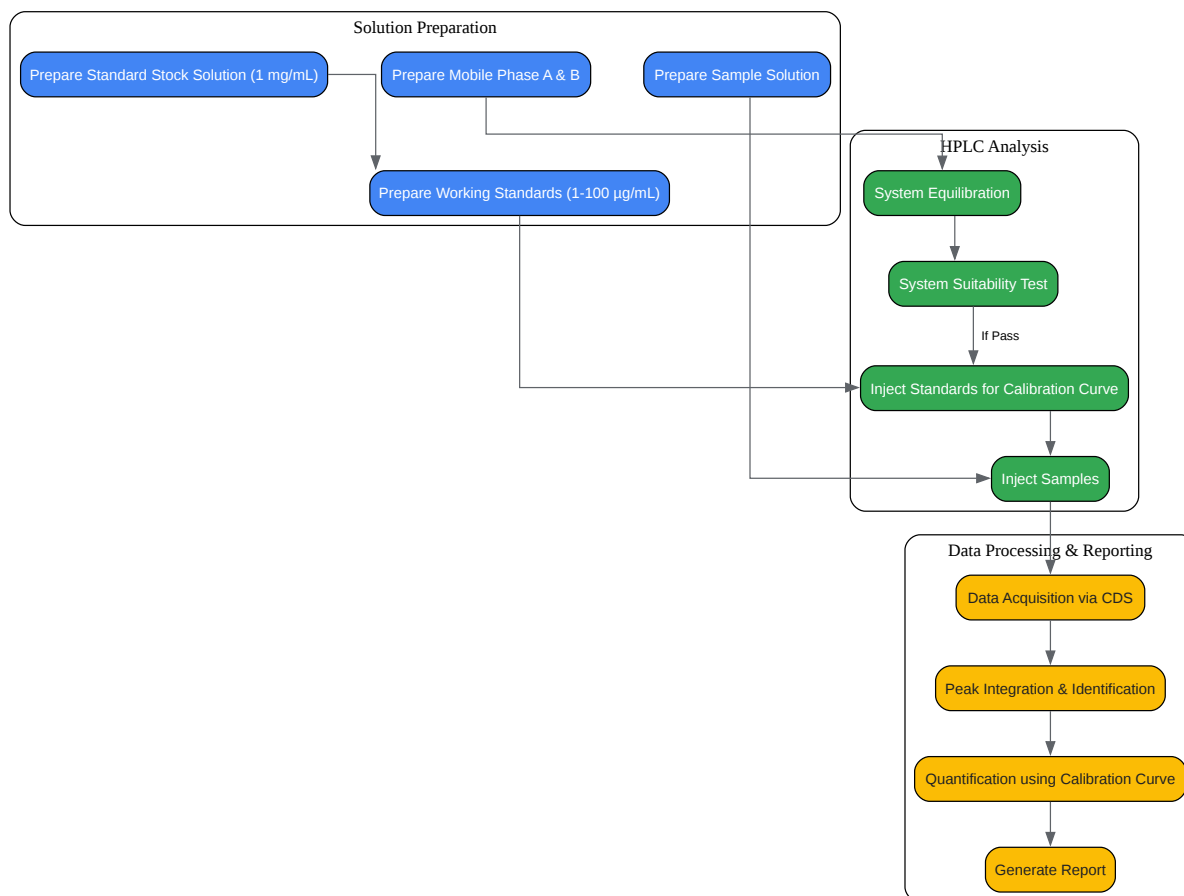 Solution Preparation
Prepare Standard Stock Solution (1 mg/mL)
Prepare Mobile Phase A & B
Prepare Sample Solution
Prepare Working Standards (1-100 µg/mL)
HPLC Analysis
System Equilibration
System Suitability Test
If Pass
Inject Standards for Calibration Curve
Inject Samples
Data Processing & Reporting
Data Acquisition via CDS
Peak Integration & Identification
Quantification using Calibration Curve
Generate Report